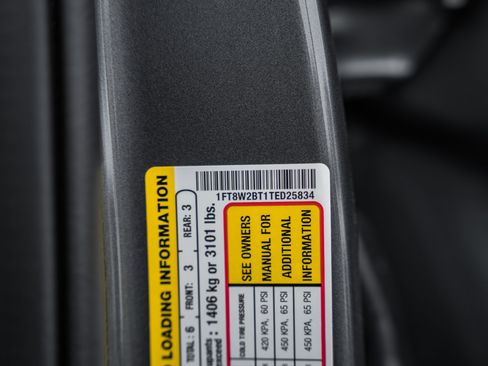 1FT8W2BT1TED25834
LOADING INFORMATION
TOTAL: 6 FRONT: 3 REAR: 3
1406 kg or 3101 lbs.
SEE OWNERS
MANUAL FOR
ADDITIONAL
INFORMATION
COLD TIRE PRESSURE
420 KPA, 60 PSI
450 KPA, 65 PSI
450 KPA, 65 PSI